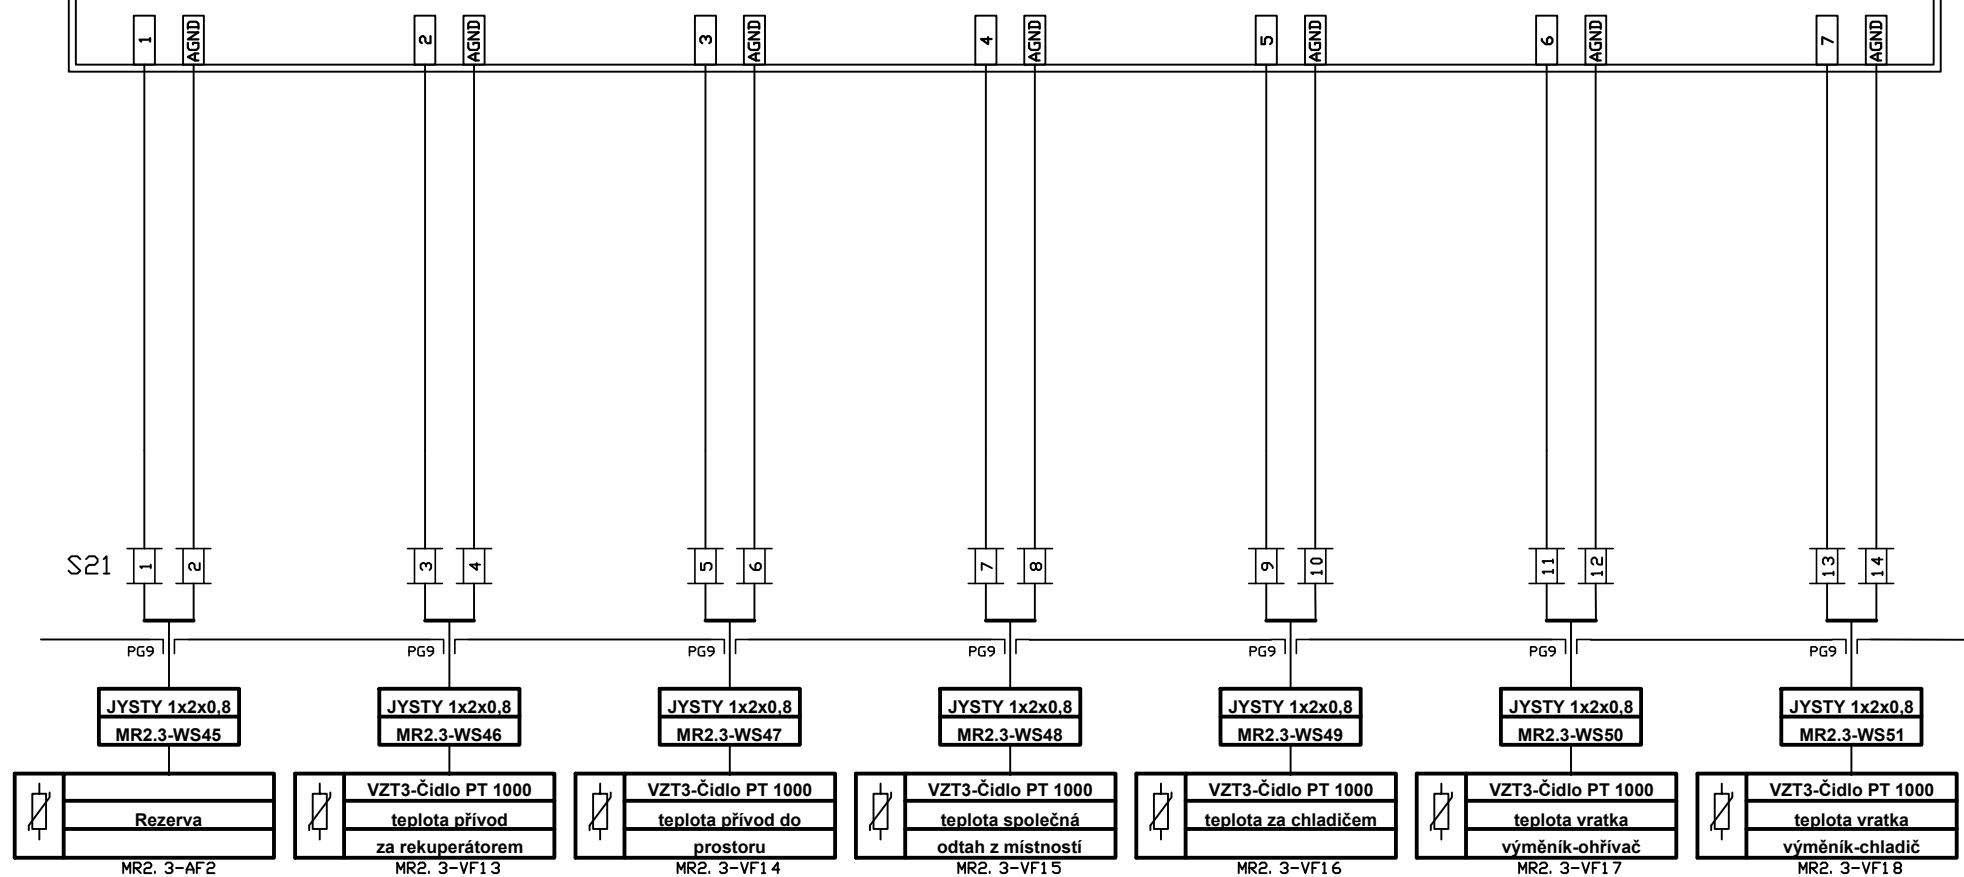 1 AGND 2 AGND 3 AGND 4 AGND 5 AGND 6 AGND 7 AGND
S21 1 2 3 4 5 6 7 8 9 10 11 12 13 14
PG9 PG9 PG9 PG9 PG9 PG9 PG9
JYSTY 1x2x0,8 JYSTY 1x2x0,8 JYSTY 1x2x0,8 JYSTY 1x2x0,8 JYSTY 1x2x0,8 JYSTY 1x2x0,8 JYSTY 1x2x0,8
MR2.3-WS45 MR2.3-WS46 MR2.3-WS47 MR2.3-WS48 MR2.3-WS49 MR2.3-WS50 MR2.3-WS51
VZT3-Čidlo PT 1000 VZT3-Čidlo PT 1000 VZT3-Čidlo PT 1000 VZT3-Čidlo PT 1000 VZT3-Čidlo PT 1000 VZT3-Čidlo PT 1000
Rezerva teplota přívod teplota přívod do teplota společná teplota za chladičem teplota vratka teplota vratka
za rekuperátorem prostoru odtah z místností výměník-ohřívač výměník-chladič
MR2. 3-AF2 MR2. 3-VF13 MR2. 3-VF14 MR2. 3-VF15 MR2. 3-VF16 MR2. 3-VF17 MR2. 3-VF18